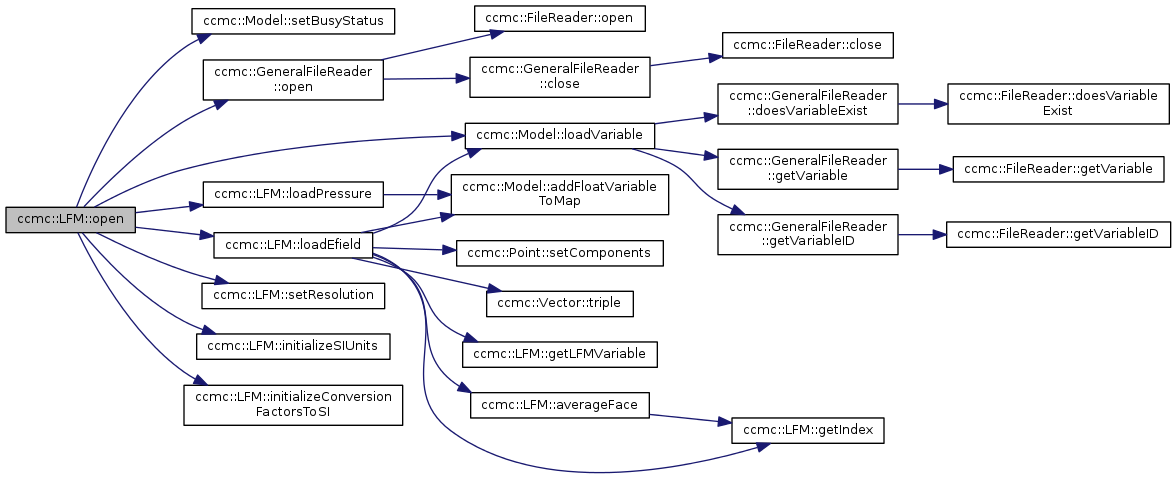 ccmc::LFM::open
ccmc::Model::setBusyStatus
ccmc::GeneralFileReader
::open
ccmc::LFM::loadPressure
ccmc::LFM::loadEfield
ccmc::LFM::setResolution
ccmc::LFM::initializeSIUnits
ccmc::LFM::initializeConversion
FactorsToSI
ccmc::FileReader::open
ccmc::GeneralFileReader
::close
ccmc::Model::loadVariable
ccmc::Model::addFloatVariable
ToMap
ccmc::Point::setComponents
ccmc::Vector::triple
ccmc::LFM::getLFMVariable
ccmc::LFM::averageFace
ccmc::FileReader::close
ccmc::GeneralFileReader
::doesVariableExist
ccmc::GeneralFileReader
::getVariable
ccmc::GeneralFileReader
::getVariableID
ccmc::LFM::getIndex
ccmc::FileReader::doesVariable
Exist
ccmc::FileReader::getVariable
ccmc::FileReader::getVariableID